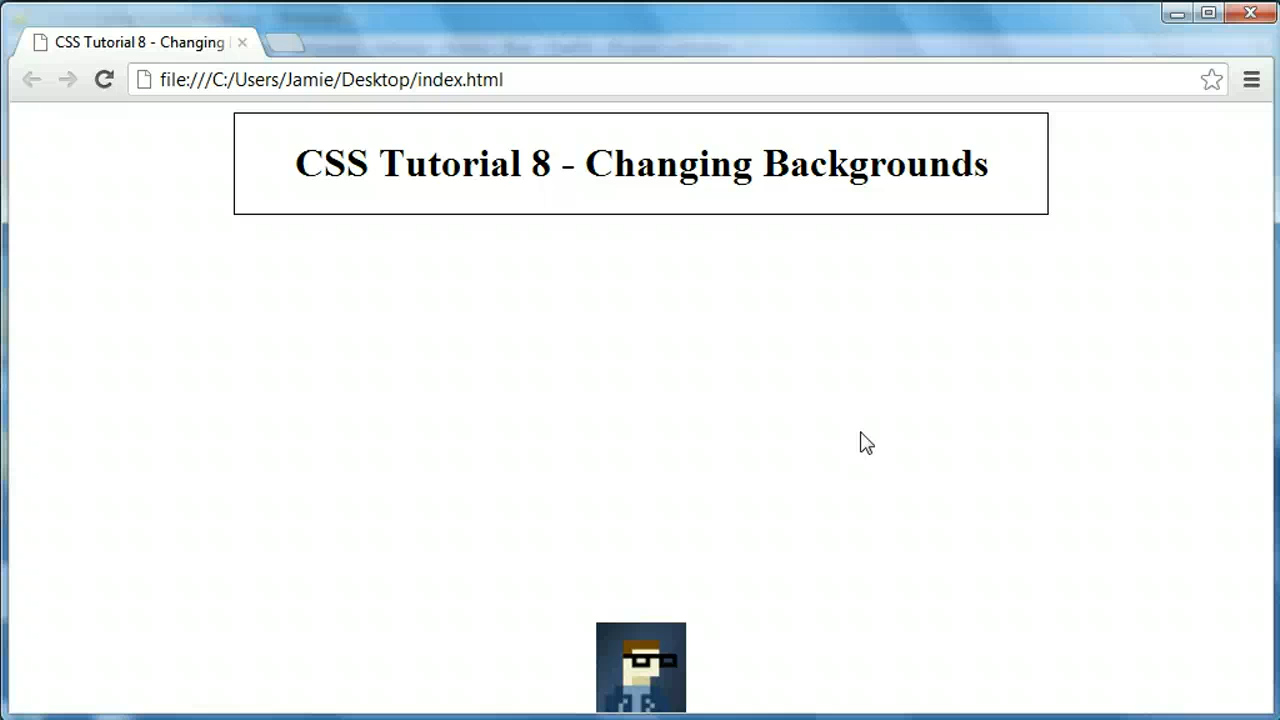 CSS Tutorial 8 - Changing
file:///C:/Users/Jamie/Desktop/index.html
CSS Tutorial 8 - Changing Backgrounds